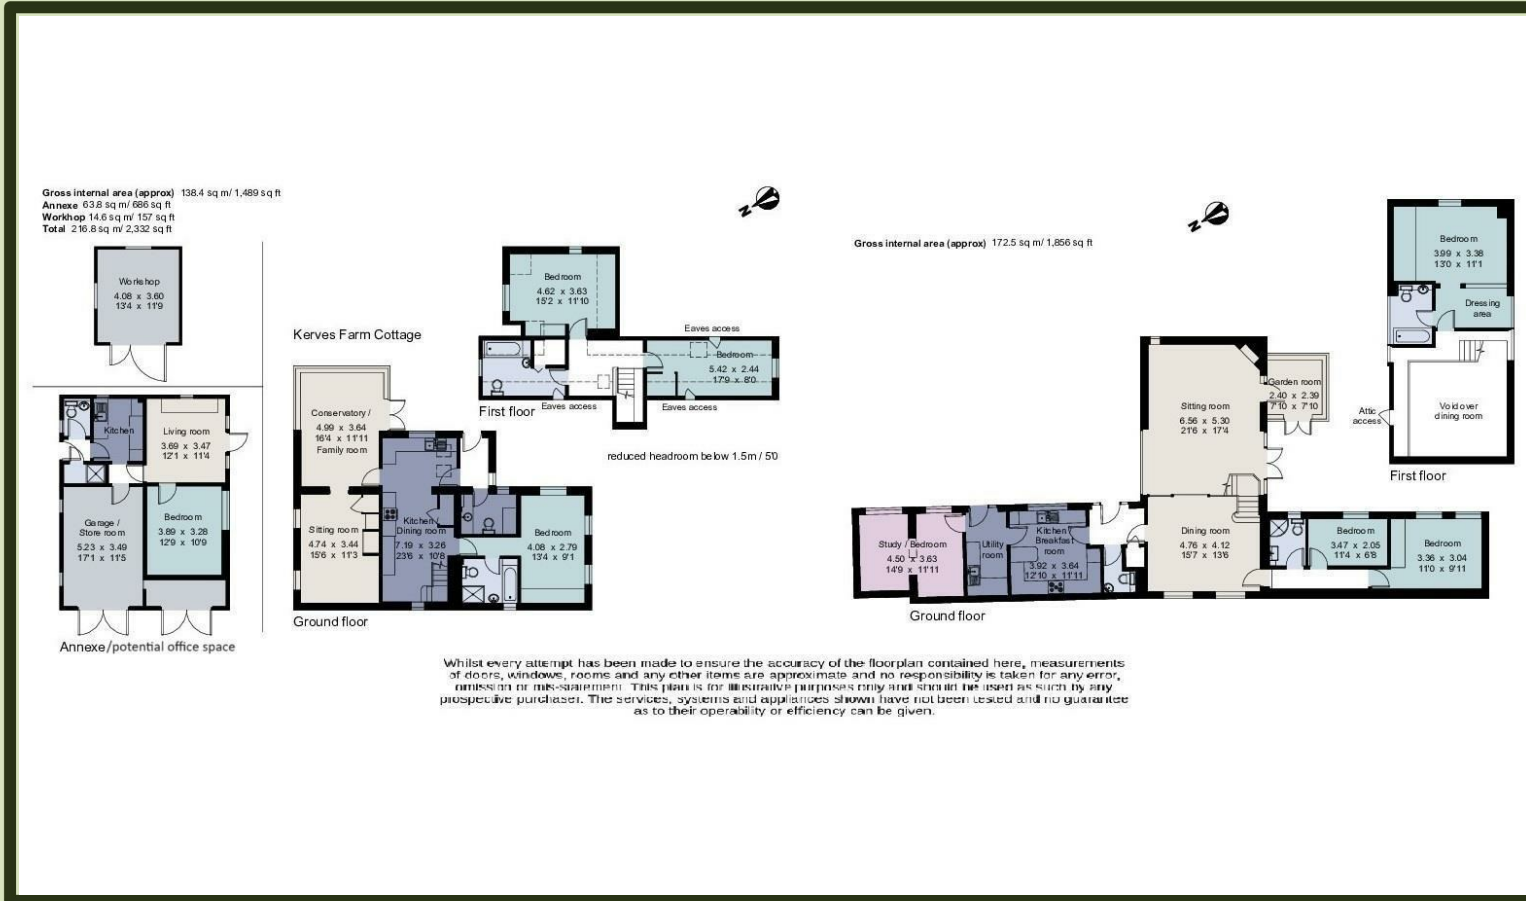 Gross internal area (approx) 138.4 sq m/ 1,489 sq ft
Annexe 63.8 sq m/ 686 sq ft
Workhop 14.6 sq m/ 157 sq ft
Total 216.8 sq m/ 2,332 sq ft
Workshop
4.08 x 3.60
13'4 x 11'9
Kitchen
Living room
3.69 x 3.47
12'1 x 11'4
Garage /
Store room
5.23 x 3.49
17'1 x 11'5
Bedroom
3.89 x 3.28
12'9 x 10'9
Annexe/potential office space
N
Kerves Farm Cottage
Bedroom
4.62 x 3.63
15'2 x 11'10
Eaves access
Bedroom
5.42 x 2.44
17'9 x 8'0
First floor
Eaves access
Eaves access
reduced headroom below 1.5m / 5'0
Conservatory /
4.99 x 3.64
16'4 x 11'11
Family room
Sitting room
4.74 x 3.44
15'6 x 11'3
Kitchen /
Dining room
7.19 x 3.26
23'6 x 10'8
Bedroom
4.08 x 2.79
13'4 x 9'1
Ground floor
Gross internal area (approx) 172.5 sq m/ 1,856 sq ft
N
Bedroom
3.99 x 3.38
13'0 x 11'1
Dressing
area
Attic
access
Void over
dining room
First floor
Sitting room
6.56 x 5.30
21'6 x 17'4
Garden room
2.40 x 2.39
7'10 x 7'10
Study / Bedroom
4.50 x 3.63
14'9 x 11'11
Utility
room
Kitchen /
Breakfast
room
3.92 x 3.64
12'10 x 11'11
Dining room
4.76 x 4.12
15'7 x 13'6
Bedroom
3.47 x 2.05
11'4 x 6'8
Bedroom
3.36 x 3.04
11'0 x 9'11
Ground floor
Whilst every attempt has been made to ensure the accuracy of the floorplan contained here, measurements
of doors, windows, rooms and any other items are approximate and no responsibility is taken for any error,
omission or mis-statement. This plan is for illustrative purposes only and should be used as such by any
prospective purchaser. The services, systems and appliances shown have not been tested and no guarantee
as to their operability or efficiency can be given.